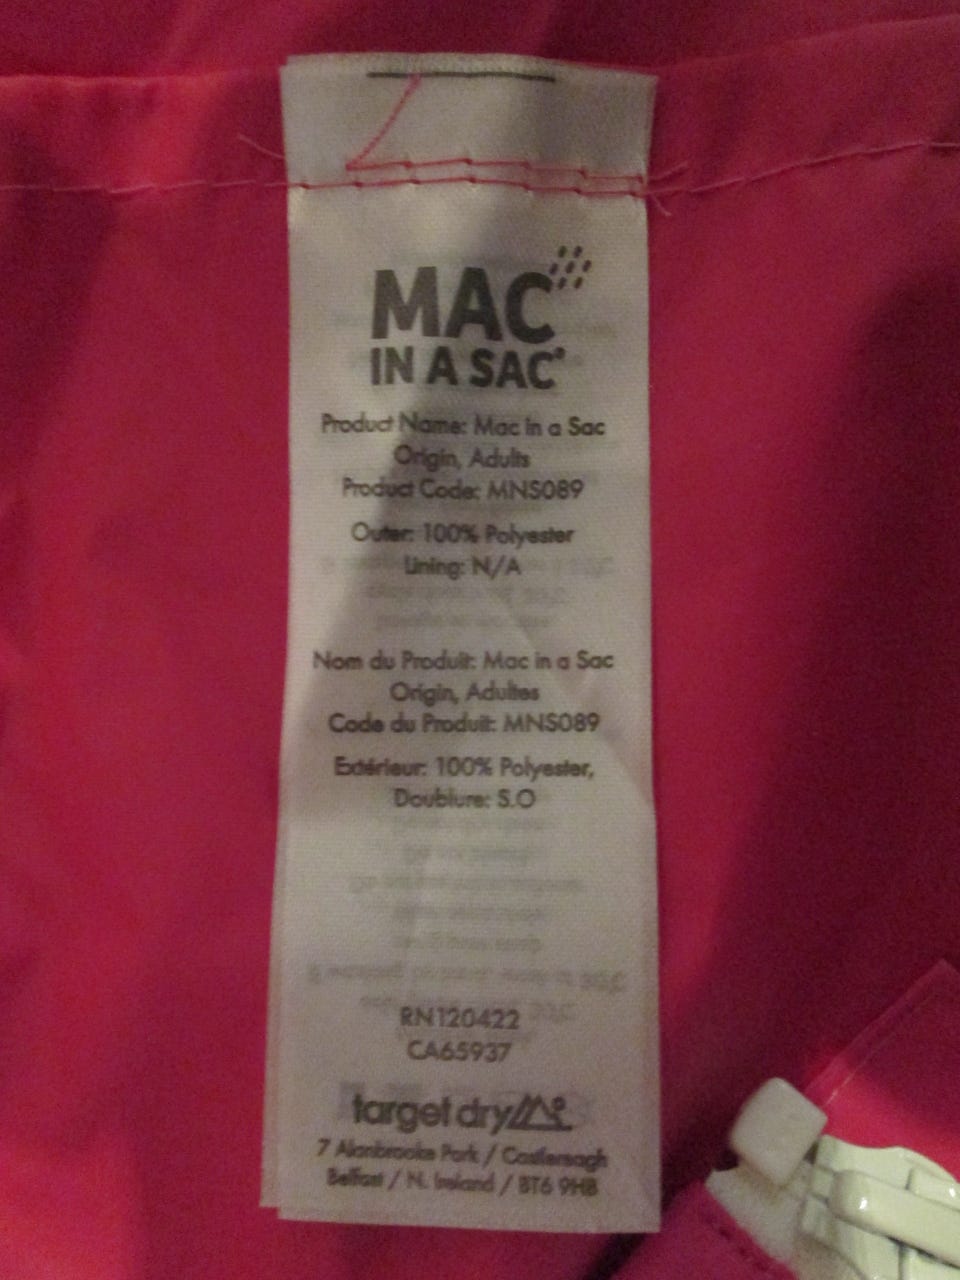 MAC
IN A SAC®
Product Name: Mac in a Sac
Origin, Adults
Product Code: MNS089
Outer: 100% Polyester
Lining: N/A
Nom du Produit: Mac in a Sac
Origin, Adultes
Code du Produit: MNS089
Extérieur: 100% Polyester,
Doublure: S.O
RN120422
CA65937
target dry
7 Alanbrooke Park / Castlereagh
Belfast / N. Ireland / BT6 9HB